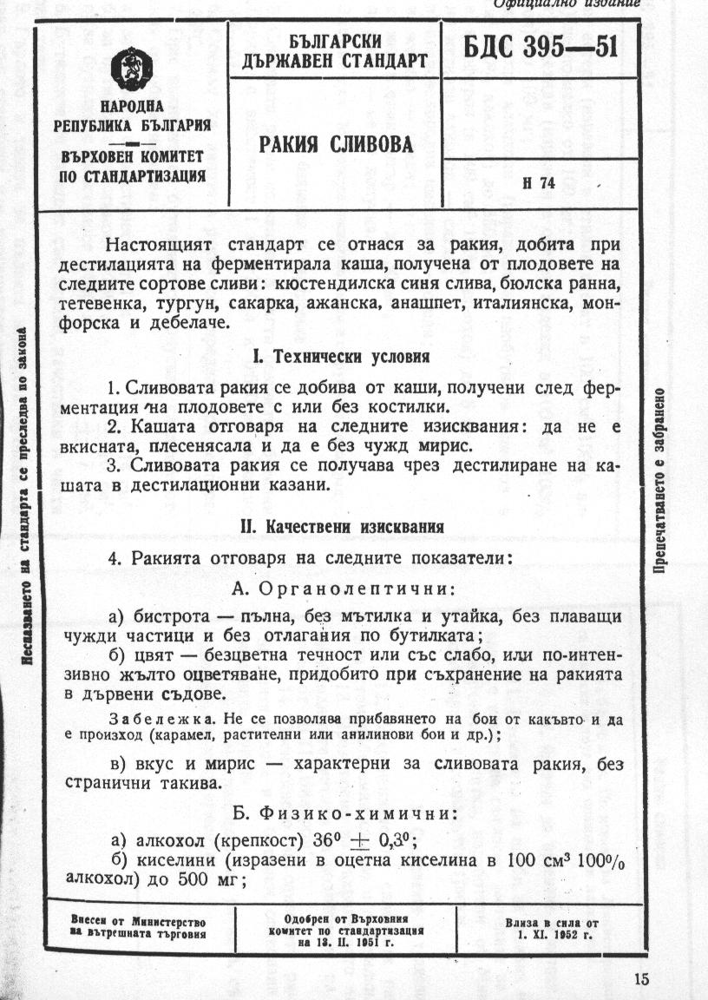 Официално издание
НАРОДНА
РЕПУБЛИКА БЪЛГАРИЯ
ВЪРХОВЕН КОМИТЕТ
ПО СТАНДАРТИЗАЦИЯ
БЪЛГАРСКИ
ДЪРЖАВЕН СТАНДАРТ
РАКИЯ СЛИВОВА
БДС 395—51
Н 74
Настоящият стандарт се отнася за ракия, добита при
дестилацията на ферментирала каша, получена от плодовете на
следните сортове сливи: кюстендилска синя слива, бюлска ранна,
тетевенка, тургун, сакарка, ажанска, анашпет, италиянска, мон-
форска и дебелаче.
I. Технически условия
1. Сливовата ракия се добива от каши, получени след фер-
ментация на плодовете с или без костилки.
2. Кашата отговаря на следните изисквания: да не е
вкисната, плесенясала и да е без чужд мирис.
3. Сливовата ракия се получава чрез дестилиране на ка-
шата в дестилационни казани.
II. Качествени изисквания
4. Ракията отговаря на следните показатели:
А. Органолептични:
а) бистрота — пълна, без мътилка и утайка, без плаващи
чужди частици и без отлагания по бутилката;
б) цвят — безцветна течност или със слабо, или по-интен-
зивно жълто оцветяване, придобито при съхранение на ракията
в дървени съдове.
Забележка. Не се позволява прибавянето на бои от какъвто и да
е произход (карамел, растителни или анилинови бои и др.);
в) вкус и мирис — характерни за сливовата ракия, без
странични такива.
Б. Физико-химични:
а) алкохол (крепкост) 36⁰ ± 0,3⁰;
б) киселини (изразени в оцетна киселина в 100 см³ 100%
алкохол) до 500 мг;
Внесен от Министерство
на вътрешната търговия
Одобрен от Върховния
комитет по стандартизация
на 13. II. 1951 г.
Влиза в сила от
1. XI. 1952 г.
15
Неспазването на стандарта се преследва по закона
Препечатването е забранено